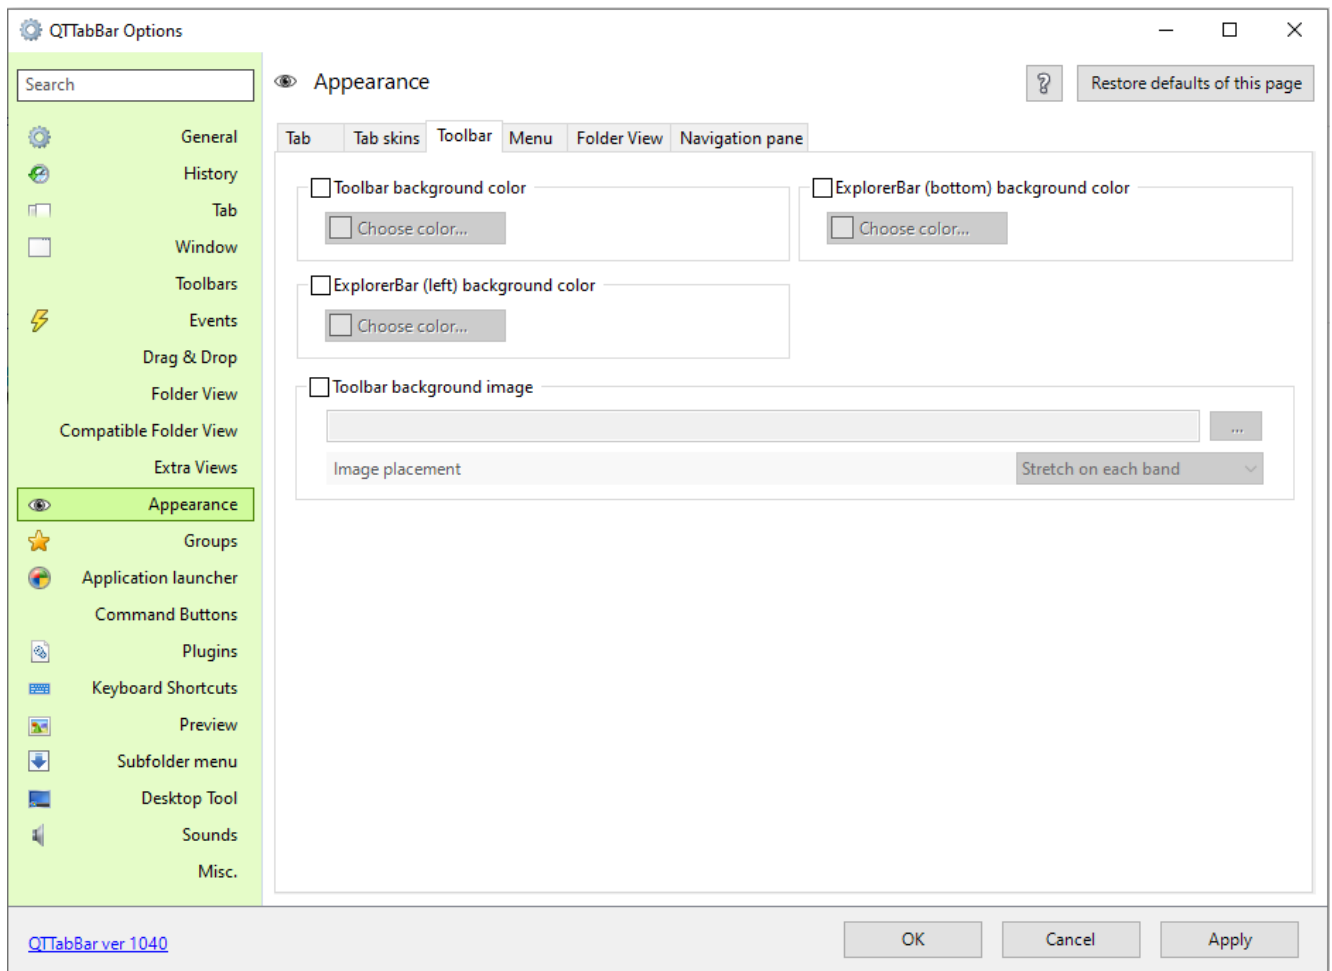 QTTabBar Options
Search
General
History
Tab
Window
Toolbars
Events
Drag & Drop
Folder View
Compatible Folder View
Extra Views
Appearance
Groups
Application launcher
Command Buttons
Plugins
Keyboard Shortcuts
Preview
Subfolder menu
Desktop Tool
Sounds
Misc.
Appearance
?
Restore defaults of this page
Tab Tab skins Toolbar Menu Folder View Navigation pane
Toolbar background color
Choose color...
ExplorerBar (bottom) background color
Choose color...
ExplorerBar (left) background color
Choose color...
Toolbar background image
...
Image placement Stretch on each band
QTTabBar ver 1040
OK Cancel Apply